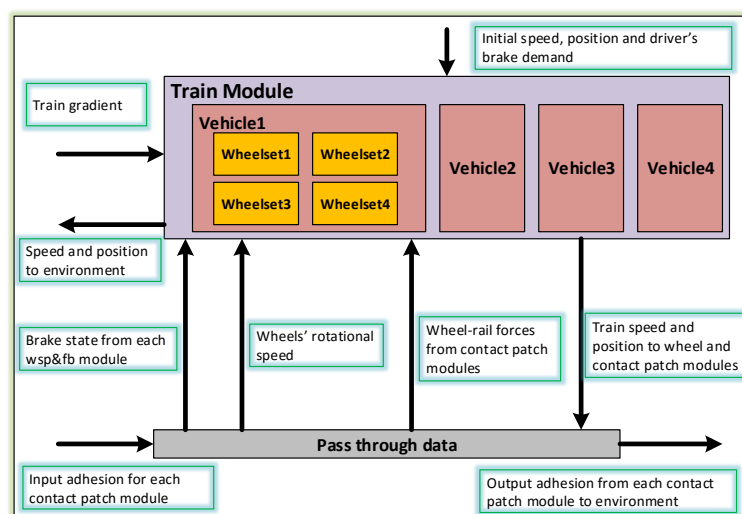 Initial speed, position and driver's
brake demand
Train gradient
Train Module
Vehicle1
Wheelset1
Wheelset2
Wheelset3
Wheelset4
Vehicle2
Vehicle3
Vehicle4
Speed and position
to environment
Brake state from each
wsp&fb module
Wheels' rotational
speed
Wheel-rail forces
from contact patch
modules
Train speed and
position to wheel and
contact patch modules
Pass through data
Input adhesion for each
contact patch module
Output adhesion from each contact
patch module to environment